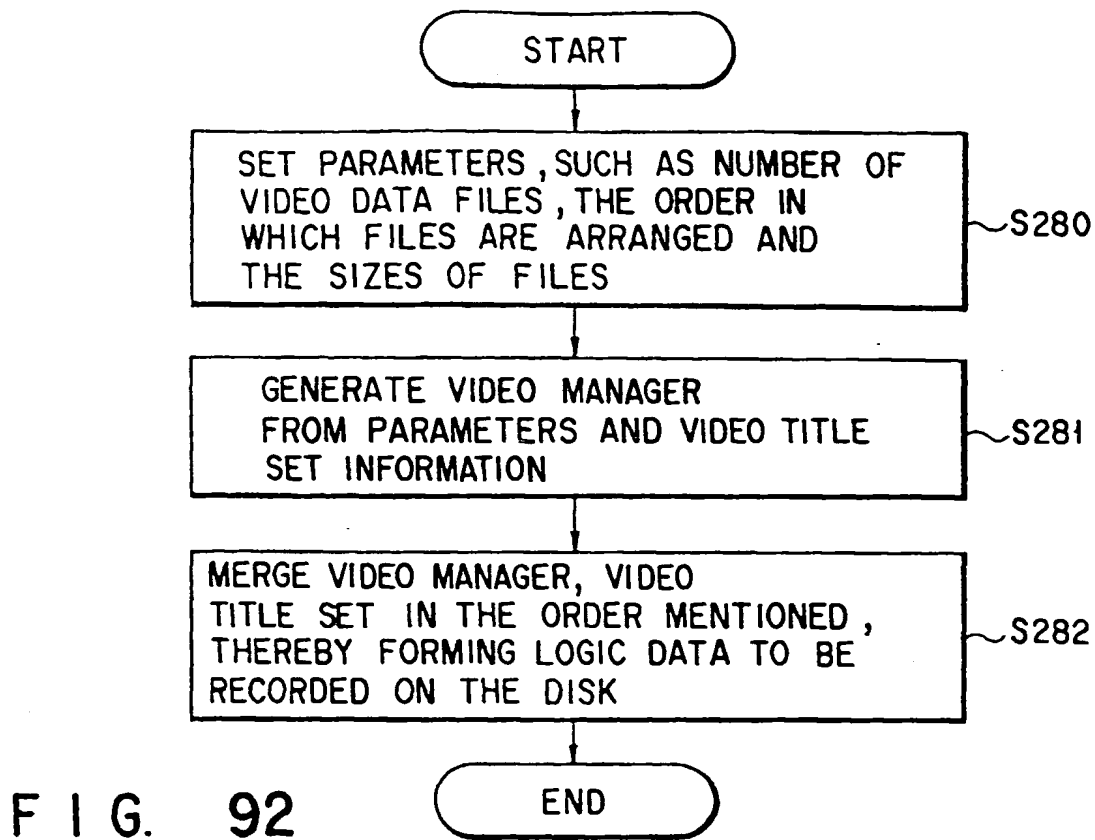 START
SET PARAMETERS, SUCH AS NUMBER OF
VIDEO DATA FILES, THE ORDER IN
WHICH FILES ARE ARRANGED AND
THE SIZES OF FILES
S280
GENERATE VIDEO MANAGER
FROM PARAMETERS AND VIDEO TITLE
SET INFORMATION
S281
MERGE VIDEO MANAGER, VIDEO
TITLE SET IN THE ORDER MENTIONED,
THEREBY FORMING LOGIC DATA TO BE
RECORDED ON THE DISK
S282
END
FIG. 92